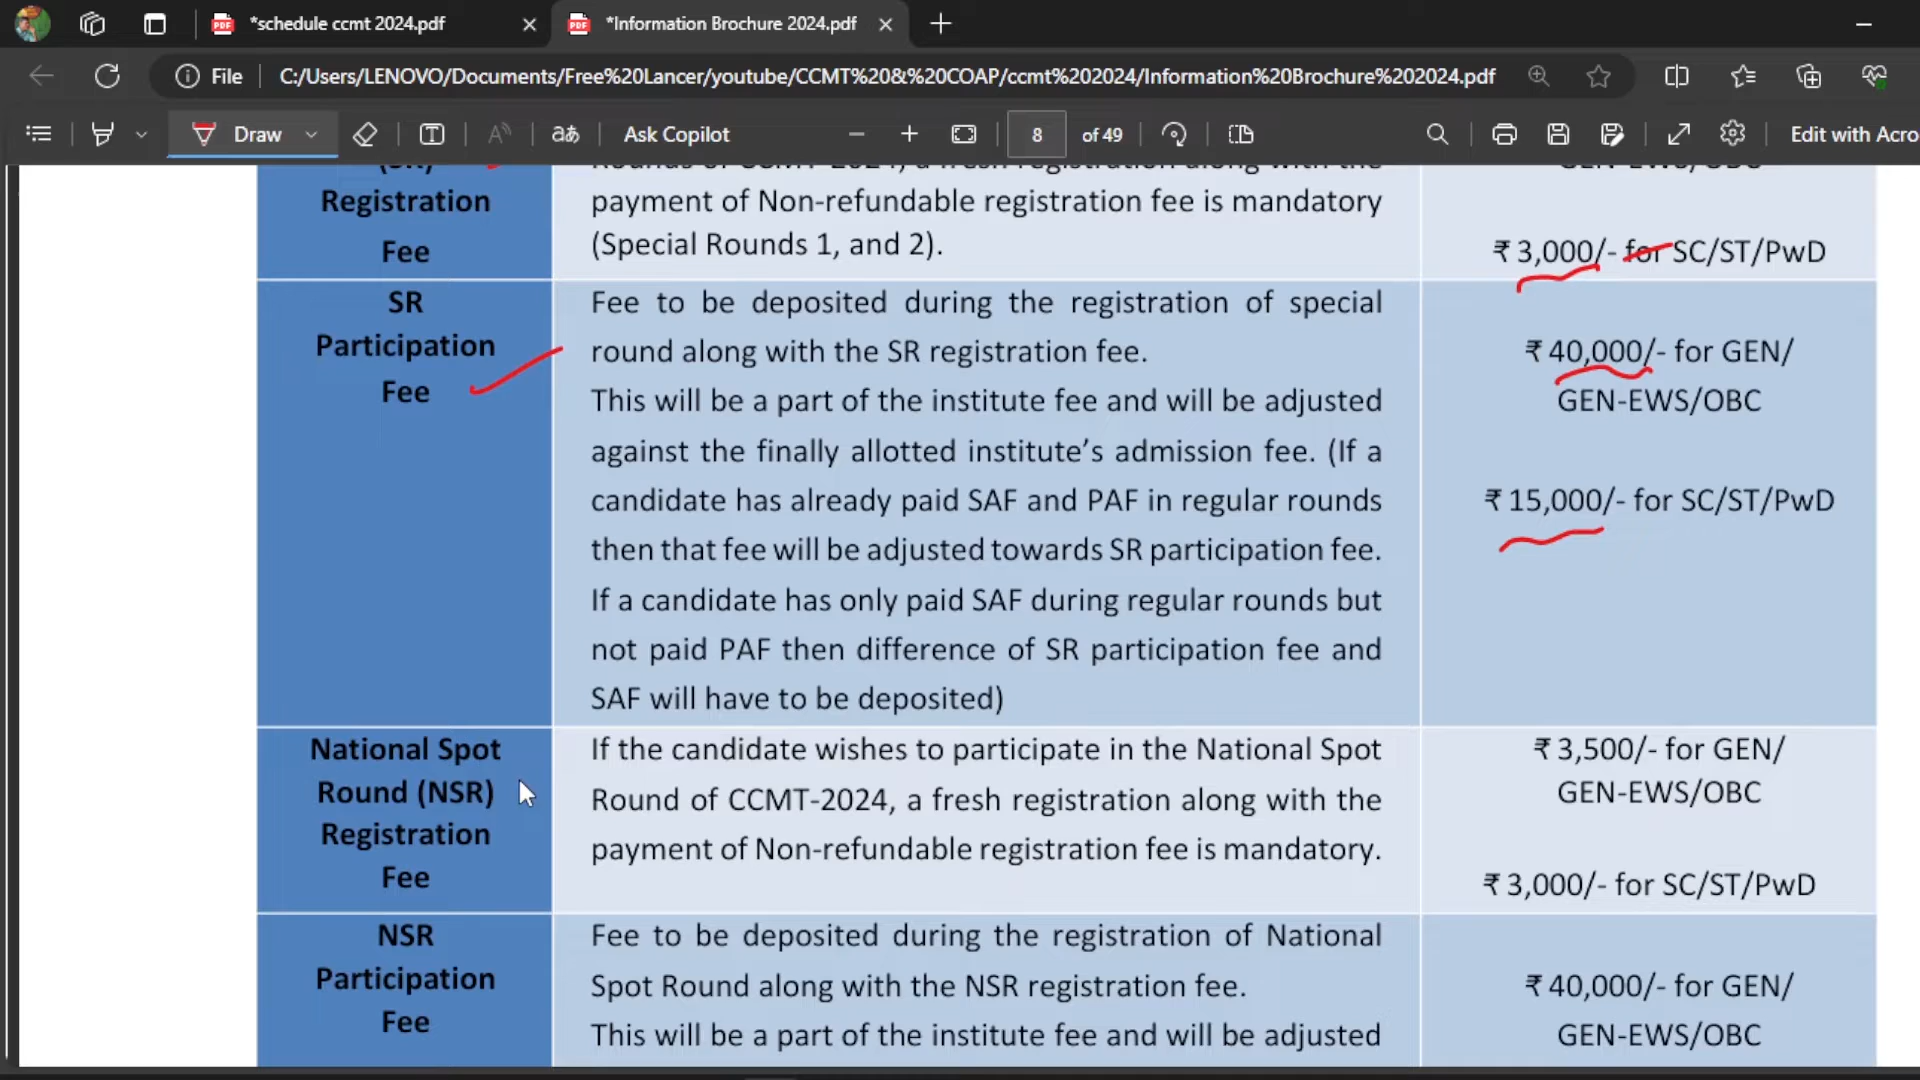 *schedule ccmt 2024.pdf
*Information Brochure 2024.pdf
File
C:/Users/LENOVO/Documents/Free%20Lancer/youtube/CCMT%20&%20COAP/ccmt%202024/Information%20Brochure%202024.pdf
Draw
aあ
Ask Copilot
8
of 49
Edit with Acro
(SR)
Registration
Fee
payment of Non-refundable registration fee is mandatory
(Special Rounds 1, and 2).
GEN-EWS/OBC
₹ 3,000/- for SC/ST/PwD
SR
Participation
Fee
Fee to be deposited during the registration of special
round along with the SR registration fee.
This will be a part of the institute fee and will be adjusted
against the finally allotted institute’s admission fee. (If a
candidate has already paid SAF and PAF in regular rounds
then that fee will be adjusted towards SR participation fee.
If a candidate has only paid SAF during regular rounds but
not paid PAF then difference of SR participation fee and
SAF will have to be deposited)
₹ 40,000/- for GEN/
GEN-EWS/OBC
₹ 15,000/- for SC/ST/PwD
National Spot
Round (NSR)
Registration
Fee
If the candidate wishes to participate in the National Spot
Round of CCMT-2024, a fresh registration along with the
payment of Non-refundable registration fee is mandatory.
₹ 3,500/- for GEN/
GEN-EWS/OBC
₹ 3,000/- for SC/ST/PwD
NSR
Participation
Fee
Fee to be deposited during the registration of National
Spot Round along with the NSR registration fee.
This will be a part of the institute fee and will be adjusted
₹ 40,000/- for GEN/
GEN-EWS/OBC